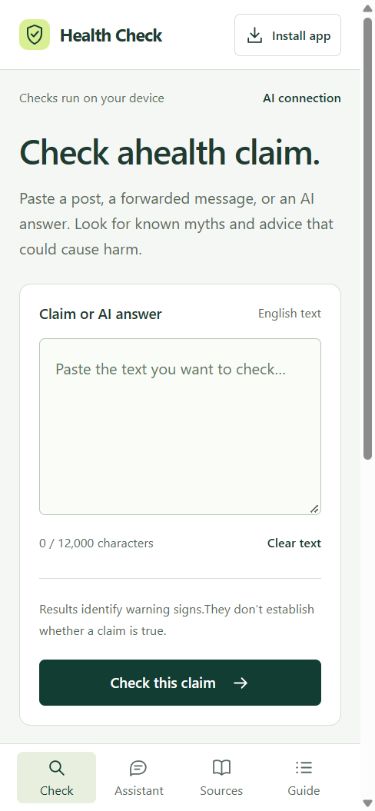 Health Check
Install app
Checks run on your device
AI connection
Check ahealth claim.
Paste a post, a forwarded message, or an AI
answer. Look for known myths and advice that
could cause harm.
Claim or AI answer
English text
Paste the text you want to check...
0 / 12,000 characters
Clear text
Results identify warning signs.They don't establish
whether a claim is true.
Check this claim →
Check
Assistant
Sources
Guide